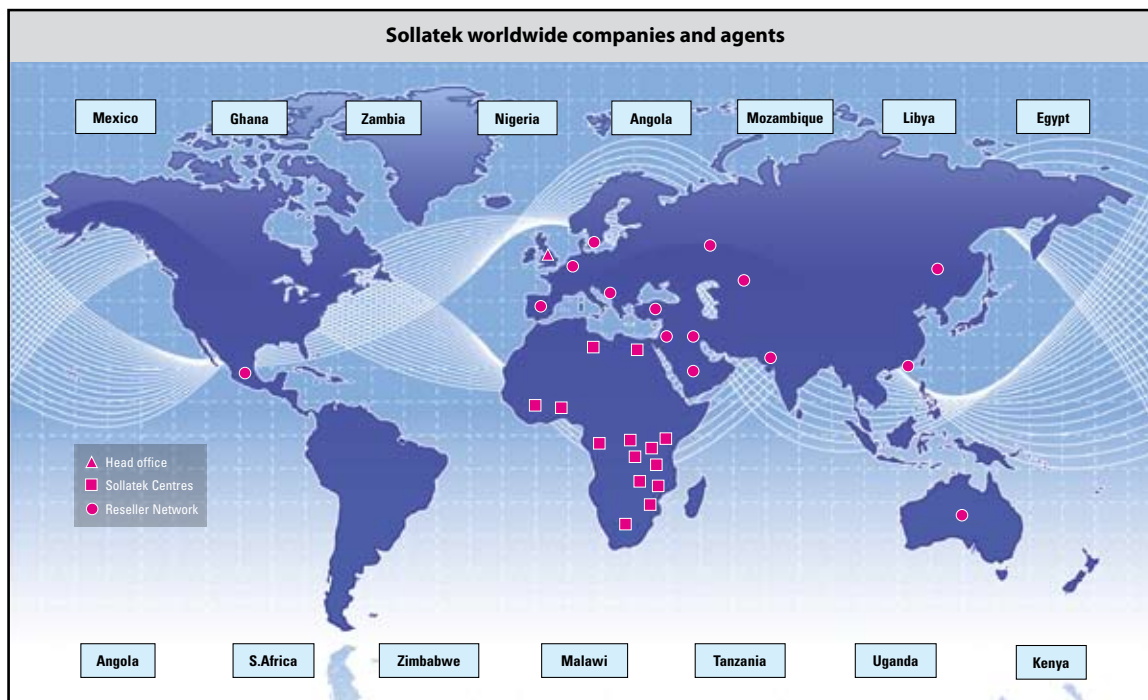 Sollatek worldwide companies and agents
Mexico
Ghana
Zambia
Nigeria
Angola
Mozambique
Libya
Egypt
Head office
Sollatek Centres
Reseller Network
Angola
S.Africa
Zimbabwe
Malawi
Tanzania
Uganda
Kenya